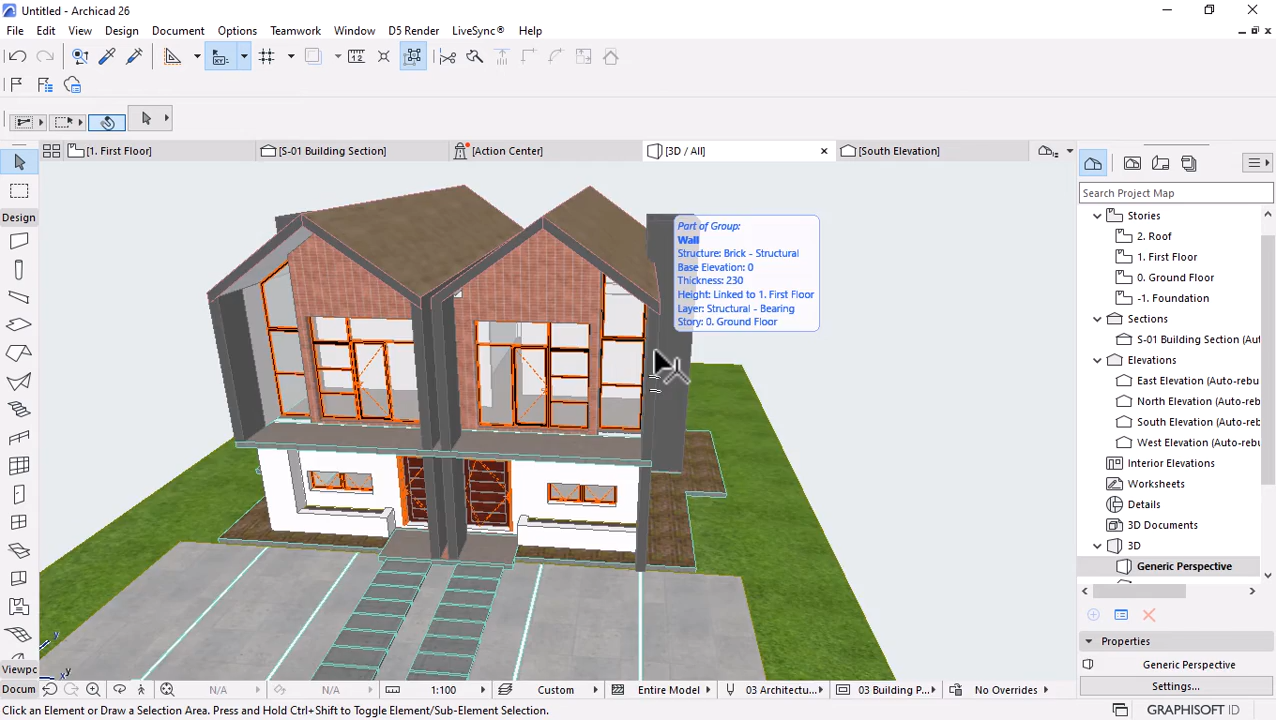 Untitled - Archicad 26
File Edit View Design Document Options Teamwork Window D5 Render LiveSync® Help
[1. First Floor] [S-01 Building Section] [Action Center] [3D / All] [South Elevation]
Design
Search Project Map
Part of Group:
Wall
Structure: Brick - Structural
Base Elevation: 0
Thickness: 230
Height: Linked to 1. First Floor
Layer: Structural - Bearing
Story: 0. Ground Floor
Stories
2. Roof
1. First Floor
0. Ground Floor
-1. Foundation
Sections
S-01 Building Section (Aut
Elevations
East Elevation (Auto-reb
North Elevation (Auto-reb
South Elevation (Auto-reb
West Elevation (Auto-reb
Interior Elevations
Worksheets
Details
3D Documents
3D
Generic Perspective
Properties
Generic Perspective
Settings...
y
y
x
Viewpc
Docum N/A N/A 1:100 Custom Entire Model 03 Architectu... 03 Building P... No Overrides
Click an Element or Draw a Selection Area. Press and Hold Ctrl+Shift to Toggle Element/Sub-Element Selection.
GRAPHISOFT ID